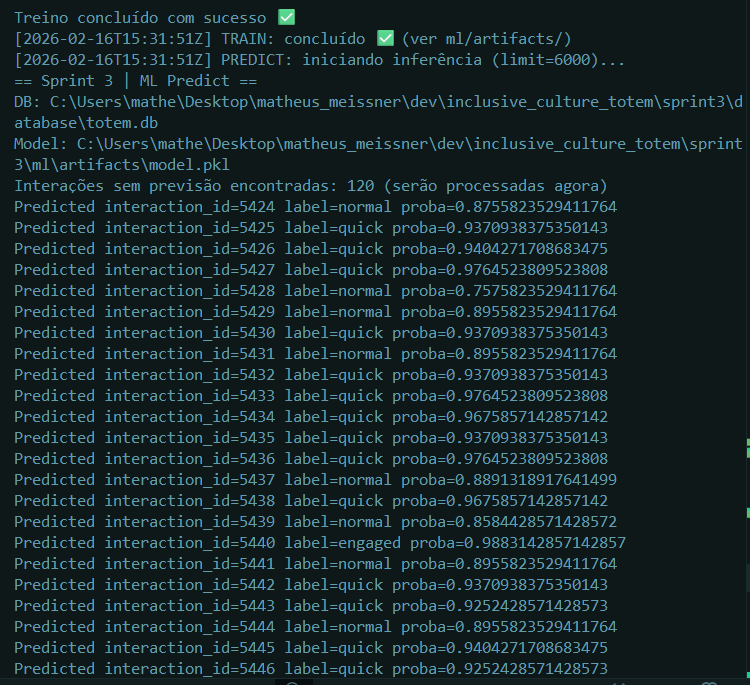 Treino concluído com sucesso ✅
[2026-02-16T15:31:51Z] TRAIN: concluído ✅ (ver ml/artifacts/)
[2026-02-16T15:31:51Z] PREDICT: iniciando inferência (limit=6000)...
== Sprint 3 | ML Predict ==
DB: C:\Users\mathe\Desktop\matheus_meissner\dev\inclusive_culture_totem\sprint3\d
atabase\totem.db
Model: C:\Users\mathe\Desktop\matheus_meissner\dev\inclusive_culture_totem\sprint
3\ml\artifacts\model.pkl
Interações sem previsão encontradas: 120 (serão processadas agora)
Predicted interaction_id=5424 label=normal proba=0.8755823529411764
Predicted interaction_id=5425 label=quick proba=0.9370938375350143
Predicted interaction_id=5426 label=quick proba=0.9404271708683475
Predicted interaction_id=5427 label=quick proba=0.9764523809523808
Predicted interaction_id=5428 label=normal proba=0.7575823529411764
Predicted interaction_id=5429 label=normal proba=0.8955823529411764
Predicted interaction_id=5430 label=quick proba=0.9370938375350143
Predicted interaction_id=5431 label=normal proba=0.8955823529411764
Predicted interaction_id=5432 label=quick proba=0.9370938375350143
Predicted interaction_id=5433 label=quick proba=0.9764523809523808
Predicted interaction_id=5434 label=quick proba=0.9675857142857142
Predicted interaction_id=5435 label=quick proba=0.9370938375350143
Predicted interaction_id=5436 label=quick proba=0.9764523809523808
Predicted interaction_id=5437 label=normal proba=0.8891318917641499
Predicted interaction_id=5438 label=quick proba=0.9675857142857142
Predicted interaction_id=5439 label=normal proba=0.8584428571428572
Predicted interaction_id=5440 label=engaged proba=0.9883142857142857
Predicted interaction_id=5441 label=normal proba=0.8955823529411764
Predicted interaction_id=5442 label=quick proba=0.9370938375350143
Predicted interaction_id=5443 label=quick proba=0.9252428571428573
Predicted interaction_id=5444 label=normal proba=0.8955823529411764
Predicted interaction_id=5445 label=quick proba=0.9404271708683475
Predicted interaction_id=5446 label=quick proba=0.9252428571428573